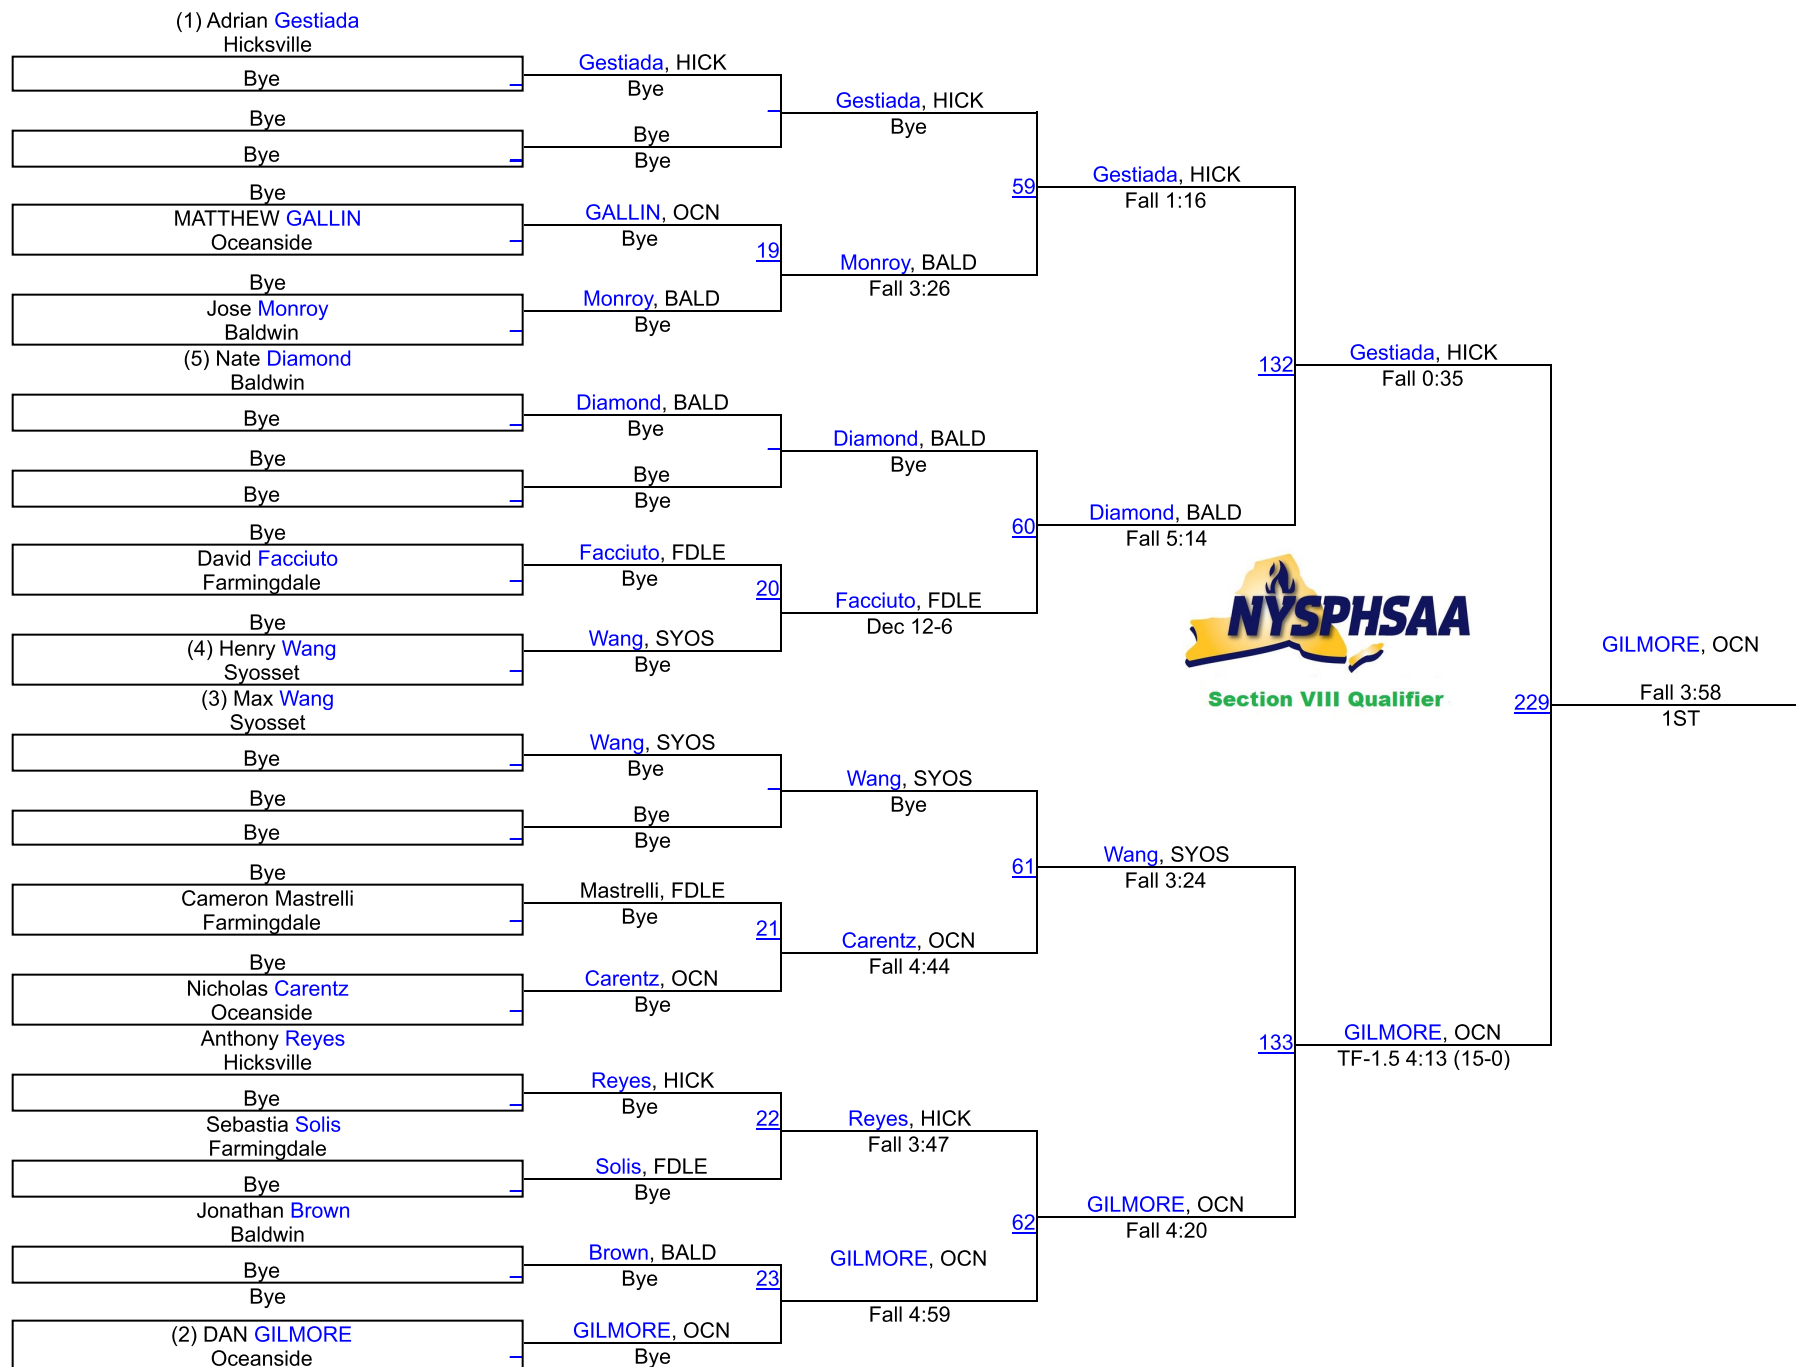 (1) Adrian Gestiada
Hicksville
Bye
Bye
Bye
Bye
MATTHEW GALLIN
Oceanside
Bye
Jose Monroy
Baldwin
(5) Nate Diamond
Baldwin
Bye
Bye
Bye
Bye
David Facciuto
Farmingdale
Bye
(4) Henry Wang
Syosset
(3) Max Wang
Syosset
Bye
Bye
Bye
Bye
Cameron Mastrelli
Farmingdale
Bye
Nicholas Carentz
Oceanside
Anthony Reyes
Hicksville
Bye
Sebastia Solis
Farmingdale
Bye
Jonathan Brown
Baldwin
Bye
Bye
(2) DAN GILMORE
Oceanside
Gestiada, HICK
Bye
Bye
Bye
GALLIN, OCN
Bye
19
Monroy, BALD
Bye
Diamond, BALD
Bye
Bye
Bye
Facciuto, FDLE
Bye
20
Wang, SYOS
Bye
Wang, SYOS
Bye
Bye
Bye
Mastrelli, FDLE
Bye
21
Carentz, OCN
Bye
Reyes, HICK
Bye
22
Solis, FDLE
Bye
Brown, BALD
Bye
23
GILMORE, OCN
Bye
Gestiada, HICK
Bye
59
Monroy, BALD
Fall 3:26
Diamond, BALD
Bye
60
Facciuto, FDLE
Dec 12-6
Wang, SYOS
Bye
61
Carentz, OCN
Fall 4:44
Reyes, HICK
Fall 3:47
62
GILMORE, OCN
Fall 4:59
Gestiada, HICK
Fall 1:16
132
Diamond, BALD
Fall 5:14
NYSPHSAA
Section VIII Qualifier
Wang, SYOS
Fall 3:24
133
GILMORE, OCN
Fall 4:20
Gestiada, HICK
Fall 0:35
229
GILMORE, OCN
TF-1.5 4:13 (15-0)
GILMORE, OCN
Fall 3:58
1ST